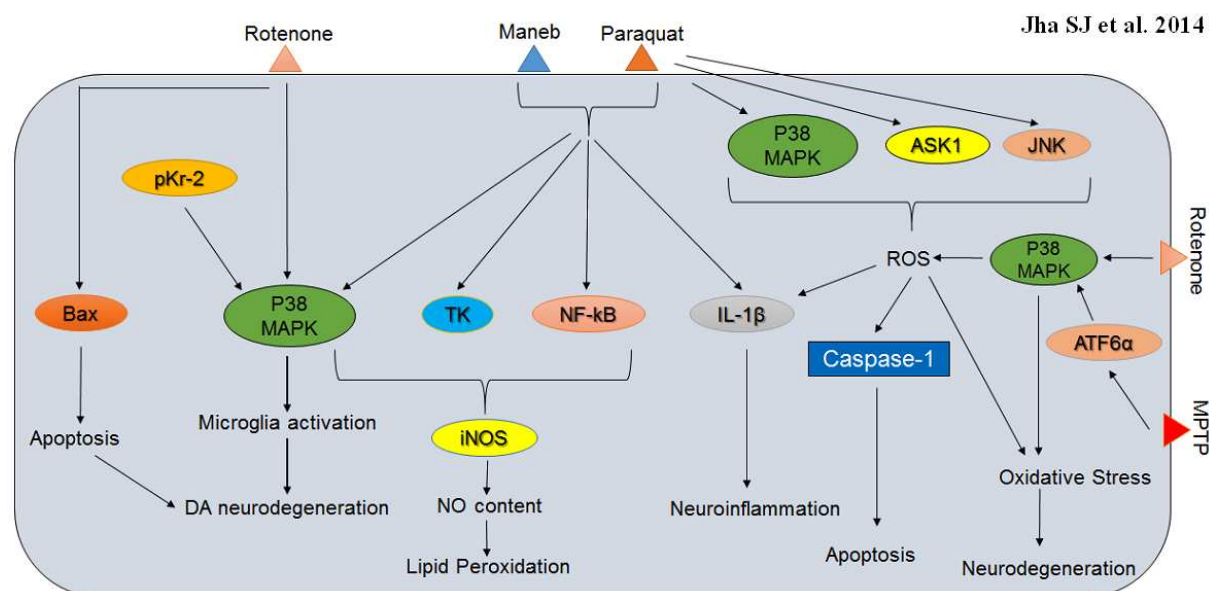 Jha SJ et al. 2014
Rotenone
Maneb
Paraquat
P38
MAPK
ASK1
JNK
pKr-2
Rotenone
ROS
P38
MAPK
Bax
P38
MAPK
TK
NF-kB
IL-1β
ATF6α
Caspase-1
MPTP
Microglia activation
Apoptosis
iNOS
Oxidative Stress
DA neurodegeneration
NO content
Neuroinflammation
Apoptosis
Lipid Peroxidation
Neurodegeneration